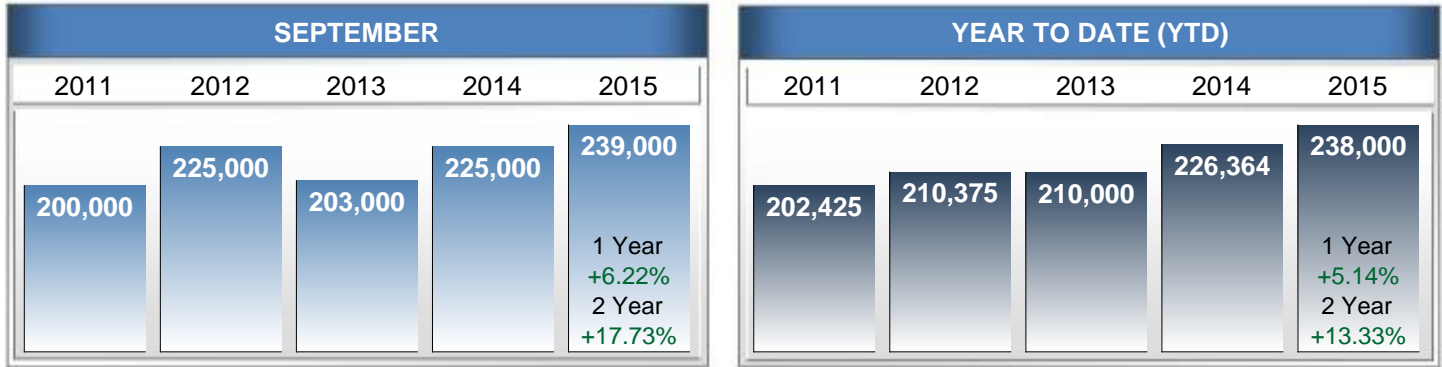 SEPTEMBER
2011 2012 2013 2014 2015
200,000 225,000 203,000 225,000 239,000
1 Year
+6.22%
2 Year
+17.73%
YEAR TO DATE (YTD)
2011 2012 2013 2014 2015
202,425 210,375 210,000 226,364 238,000
1 Year
+5.14%
2 Year
+13.33%